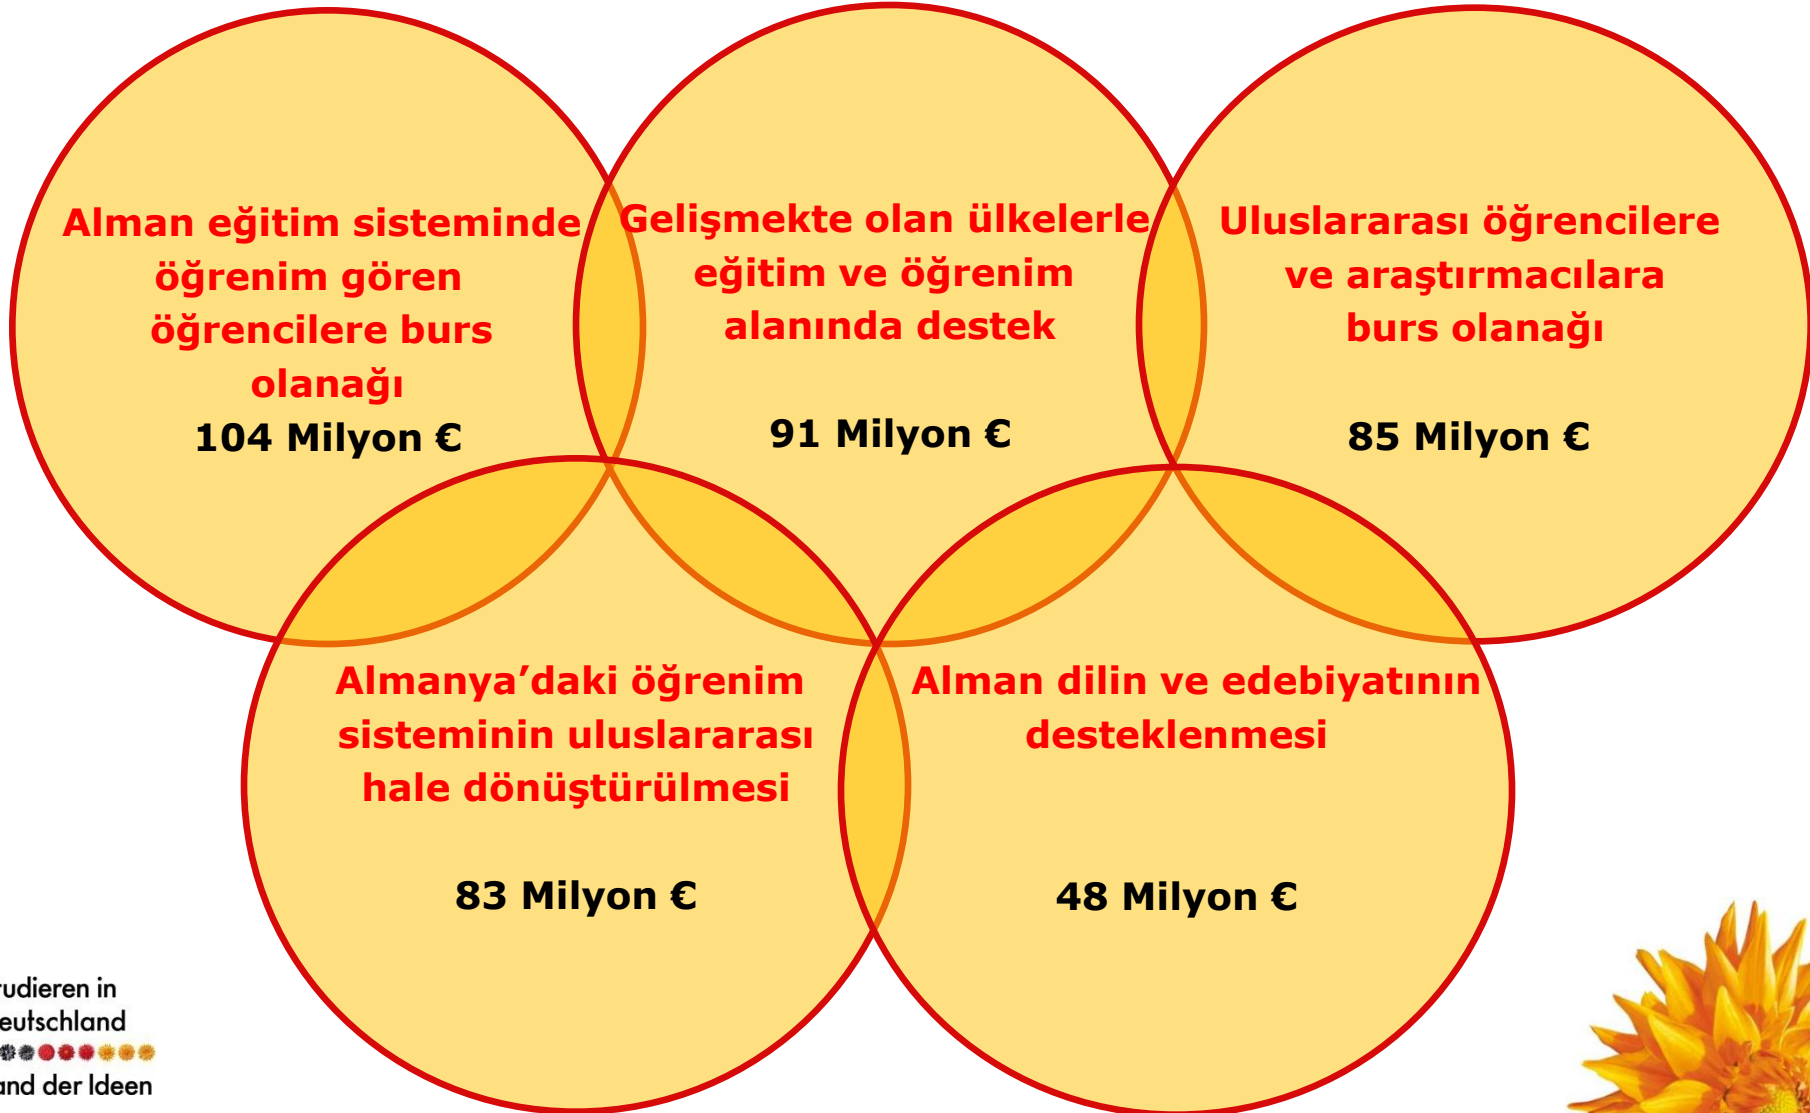 Alman eğitim sisteminde
öğrenim gören
öğrencilere burs
olanağı
104 Milyon €
Gelişmekte olan ülkelerle
eğitim ve öğrenim
alanında destek
91 Milyon €
Uluslararası öğrencilere
ve araştırmacılara
burs olanağı
85 Milyon €
Almanya’daki öğrenim
sisteminin uluslararası
hale dönüştürülmesi
83 Milyon €
Alman dilin ve edebiyatının
desteklenmesi
48 Milyon €
udieren in
eutschland
and der Ideen